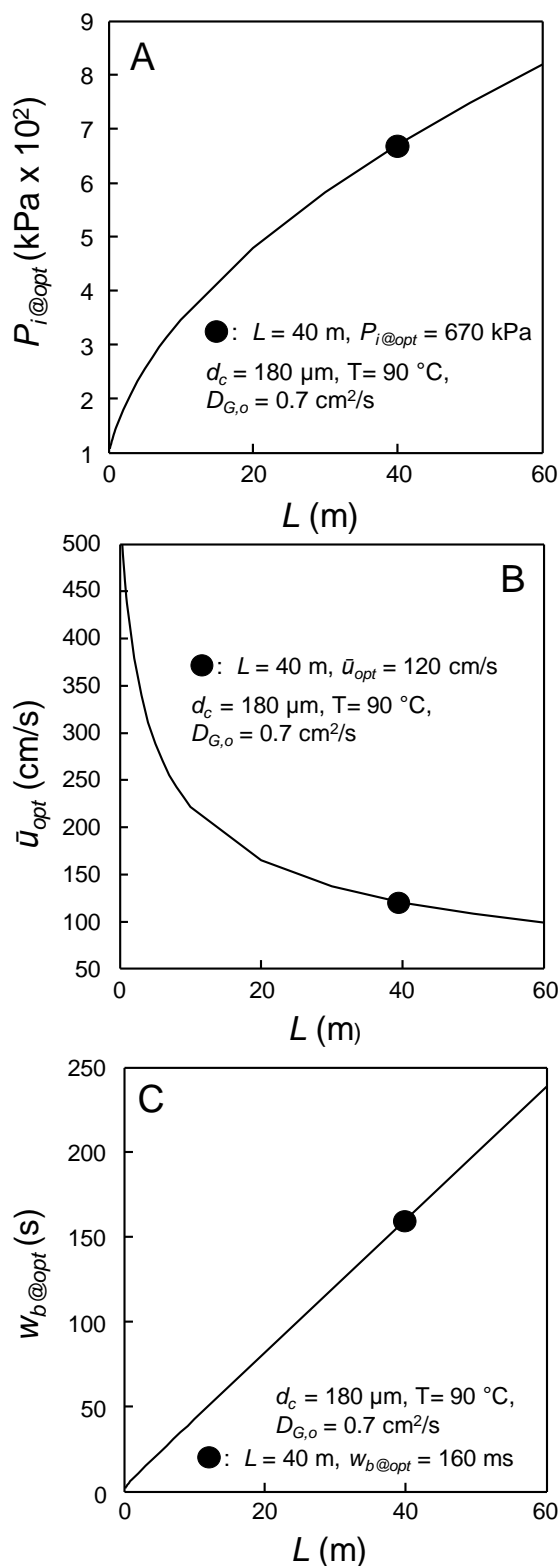 A
9
8
7
6
5
4
3
2
1
P_{i@opt} (kPa x 10²)
●: L = 40 m, P_{i@opt} = 670 kPa
d_c = 180 µm, T= 90 °C,
D_{G,o} = 0.7 cm²/s
0 20 40 60
L (m)
B
500
450
400
350
300
250
200
150
100
50
ū_{opt} (cm/s)
●: L = 40 m, ū_{opt} = 120 cm/s
d_c = 180 µm, T= 90 °C,
D_{G,o} = 0.7 cm²/s
0 20 40 60
L (m)
C
250
200
150
100
50
0
w_{b@opt} (s)
d_c = 180 µm, T= 90 °C,
D_{G,o} = 0.7 cm²/s
●: L = 40 m, w_{b@opt} = 160 ms
0 20 40 60
L (m)